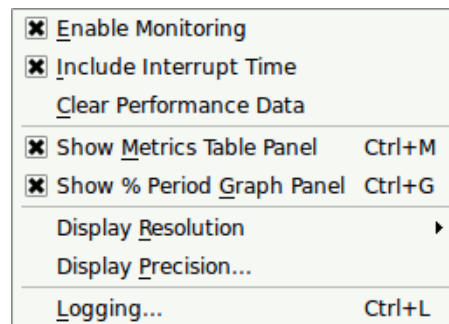 Enable Monitoring
Include Interrupt Time
Clear Performance Data
Show Metrics Table Panel Ctrl+M
Show % Period Graph Panel Ctrl+G
Display Resolution
Display Precision...
Logging... Ctrl+L